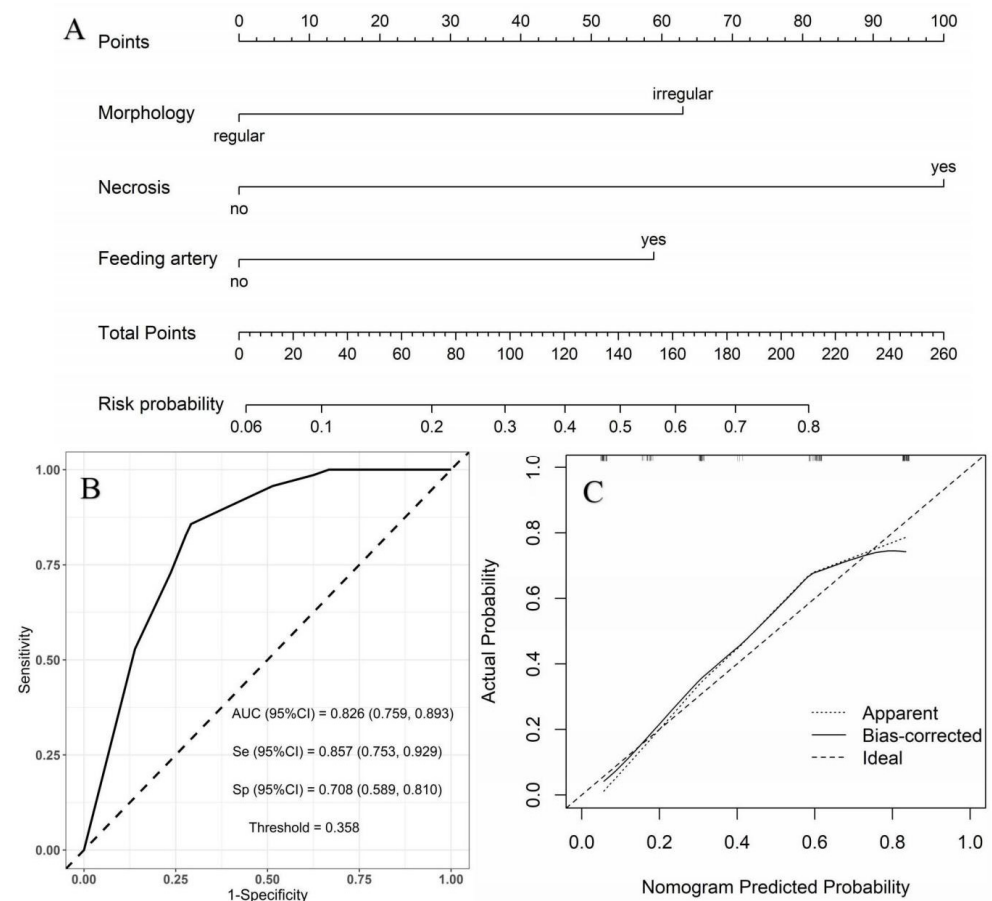 A
Points
0 10 20 30 40 50 60 70 80 90 100
Morphology
irregular
regular
Necrosis
yes
no
Feeding artery
yes
no
Total Points
0 20 40 60 80 100 120 140 160 180 200 220 240 260
Risk probability
0.06 0.1 0.2 0.3 0.4 0.5 0.6 0.7 0.8
B
Sensitivity
1.00
0.75
0.50
0.25
0.00
AUC (95%CI) = 0.826 (0.759, 0.893)
Se (95%CI) = 0.857 (0.753, 0.929)
Sp (95%CI) = 0.708 (0.589, 0.810)
Threshold = 0.358
0.00 0.25 0.50 0.75 1.00
1-Specificity
C
Actual Probability
1.0
0.8
0.6
0.4
0.2
0.0
Apparent
Bias-corrected
Ideal
0.0 0.2 0.4 0.6 0.8 1.0
Nomogram Predicted Probability